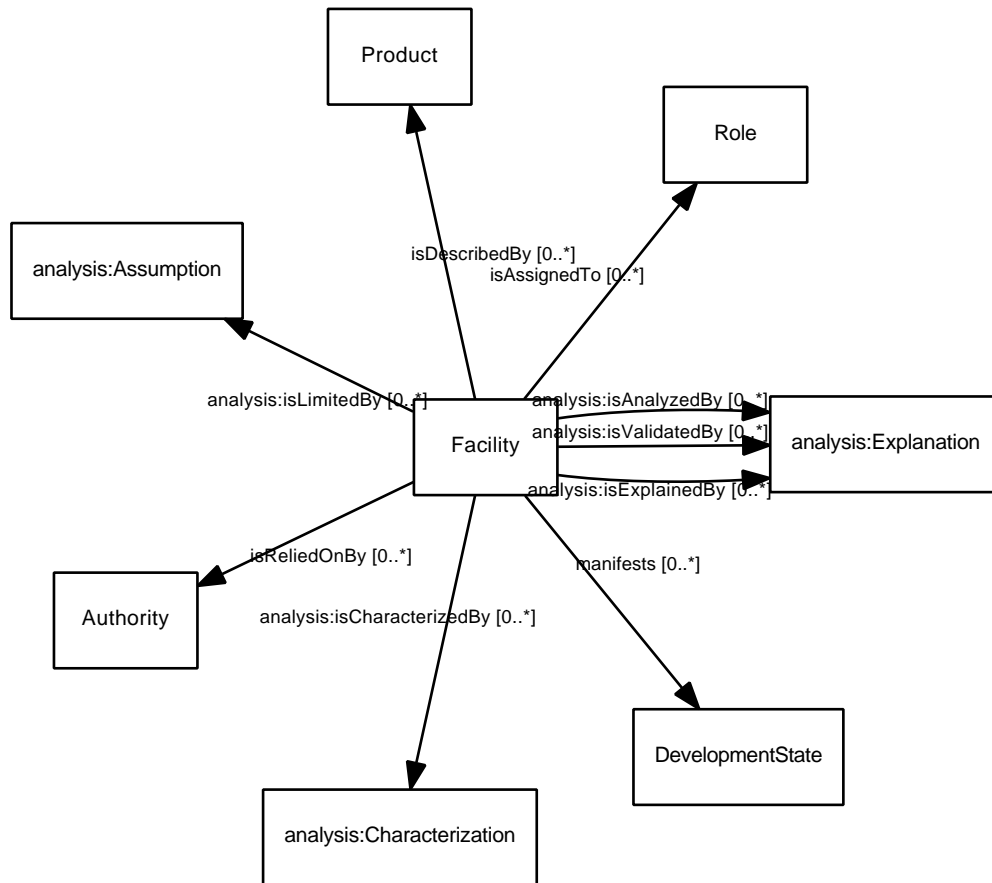 Product
Role
isDescribedBy [0..*]
analysis:Assumption
isAssignedTo [0..*]
analysis:isLimitedBy [0..*]
analysis:isAnalyzedBy [0..*]
analysis:isValidatedBy [0..*]
Facility
analysis:Explanation
analysis:isExplainedBy [0..*]
isReliedOnBy [0..*]
manifests [0..*]
Authority
analysis:isCharacterizedBy [0..*]
DevelopmentState
analysis:Characterization